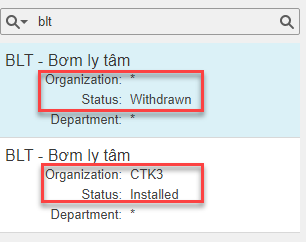 blt
BLT - Bơm ly tâm
Organization: *
Status: Withdrawn
Department: *
BLT - Bơm ly tâm
Organization: CTK3
Status: Installed
Department: *